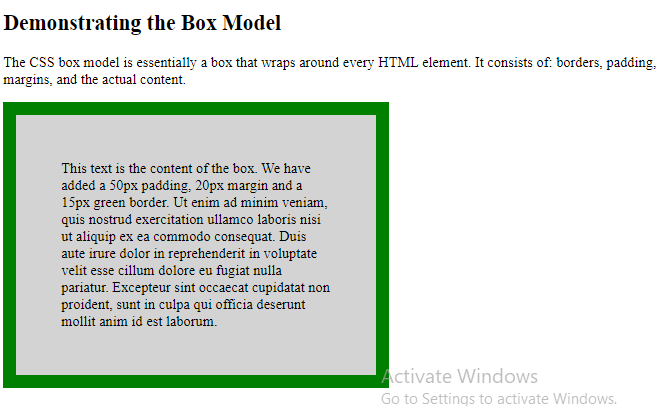 Demonstrating the Box Model
The CSS box model is essentially a box that wraps around every HTML element. It consists of: borders, padding,
margins, and the actual content.
This text is the content of the box. We have
added a 50px padding, 20px margin and a
15px green border. Ut enim ad minim veniam,
quis nostrud exercitation ullamco laboris nisi
ut aliquip ex ea commodo consequat. Duis
aute irure dolor in reprehenderit in voluptate
velit esse cillum dolore eu fugiat nulla
pariatur. Excepteur sint occaecat cupidatat non
proident, sunt in culpa qui officia deserunt
mollit anim id est laborum.
Activate Windows
Go to Settings to activate Windows.